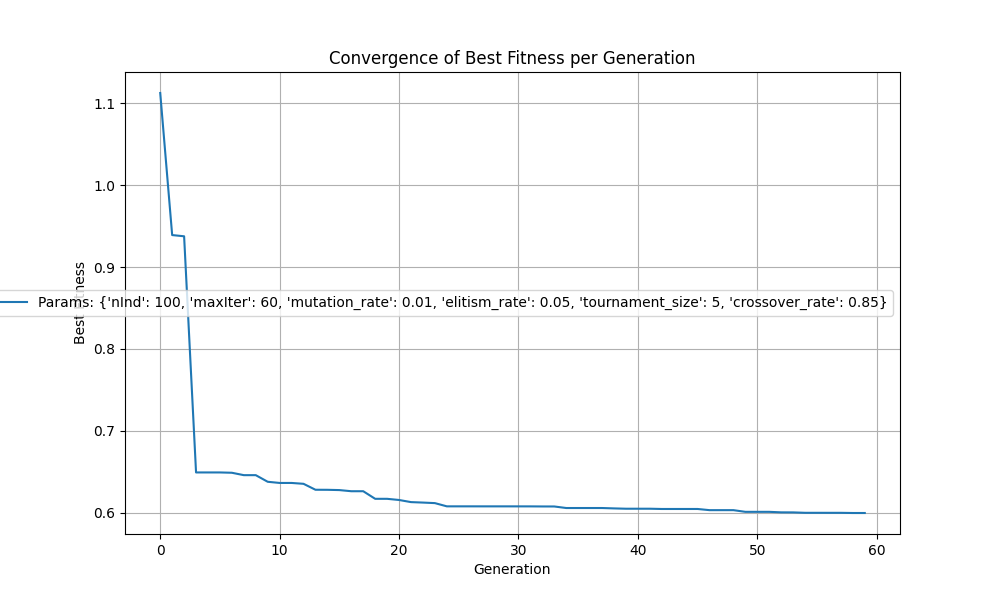 Convergence of Best Fitness per Generation
1.1
1.0
0.9
0.8
0.7
0.6
Best
ness
Params: {'nInd': 100, 'maxIter': 60, 'mutation_rate': 0.01, 'elitism_rate': 0.05, 'tournament_size': 5, 'crossover_rate': 0.85}
0 10 20 30 40 50 60
Generation